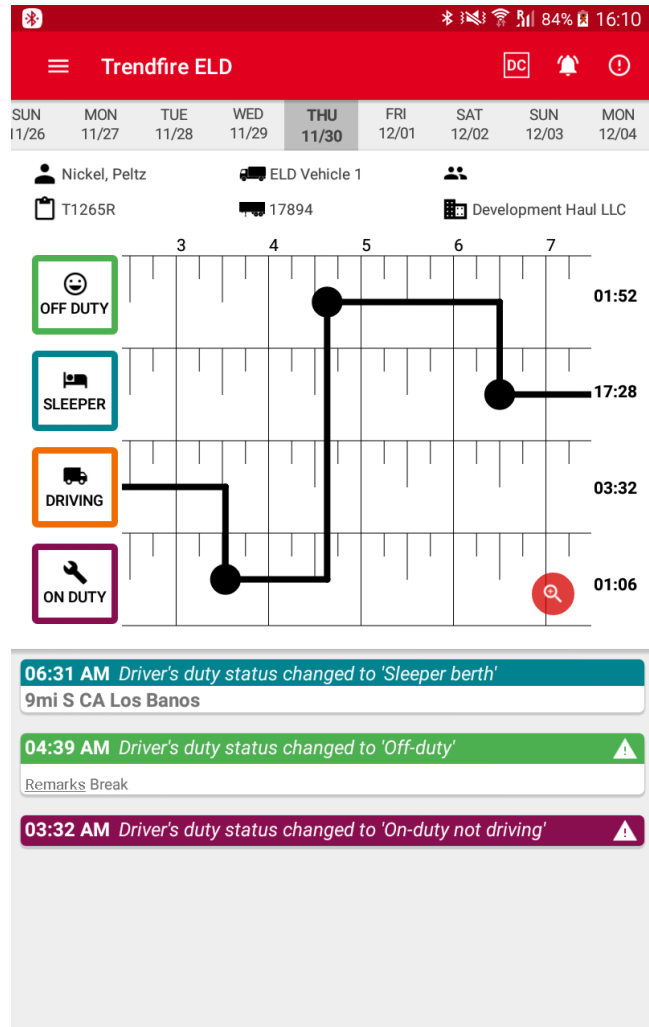 84% 16:10
Trendfire ELD DC
SUN MON TUE WED THU FRI SAT SUN MON
11/26 11/27 11/28 11/29 11/30 12/01 12/02 12/03 12/04
Nickel, Peltz ELD Vehicle 1
T1265R 17894 Development Haul LLC
3 4 5 6 7
OFF DUTY 01:52
SLEEPER 17:28
DRIVING 03:32
ON DUTY 01:06
06:31 AM Driver's duty status changed to 'Sleeper berth'
9mi S CA Los Banos
04:39 AM Driver's duty status changed to 'Off-duty'
Remarks Break
03:32 AM Driver's duty status changed to 'On-duty not driving'